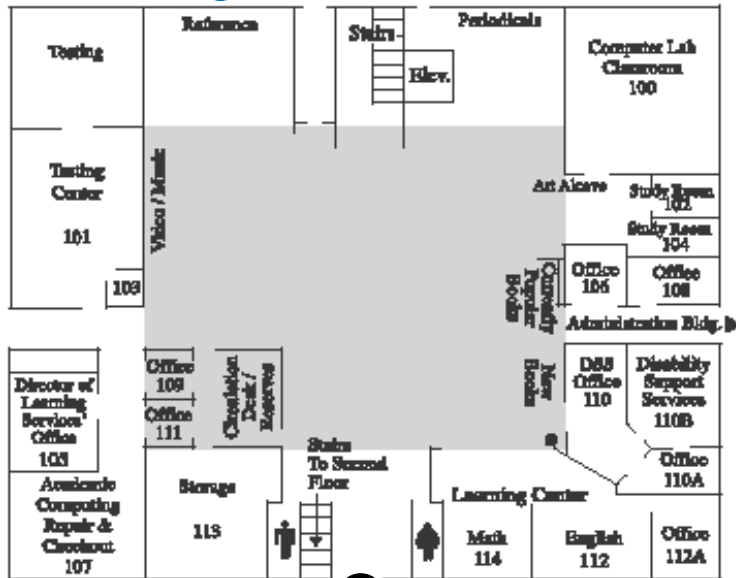 Testing
Reference
Stairs
Elev.
Periodicals
Computer Lab
Classroom
100
Testing
Center
101
Video / Music
103
Art Alcove
Study Room
102
Study Room
104
Office
106
Office
108
Currently
Popular
Books
Administration Bldg.
Director of
Learning
Services'
Office
105
Office
109
Office
111
Circulation
Desk /
Reserves
New
Books
DSS
Office
110
Disability
Support
Services
110B
Office
110A
Academic
Computing
Repair &
Checkout
107
Storage
113
Stairs
To Second
Floor
Learning Center
Math
114
English
112
Office
112A